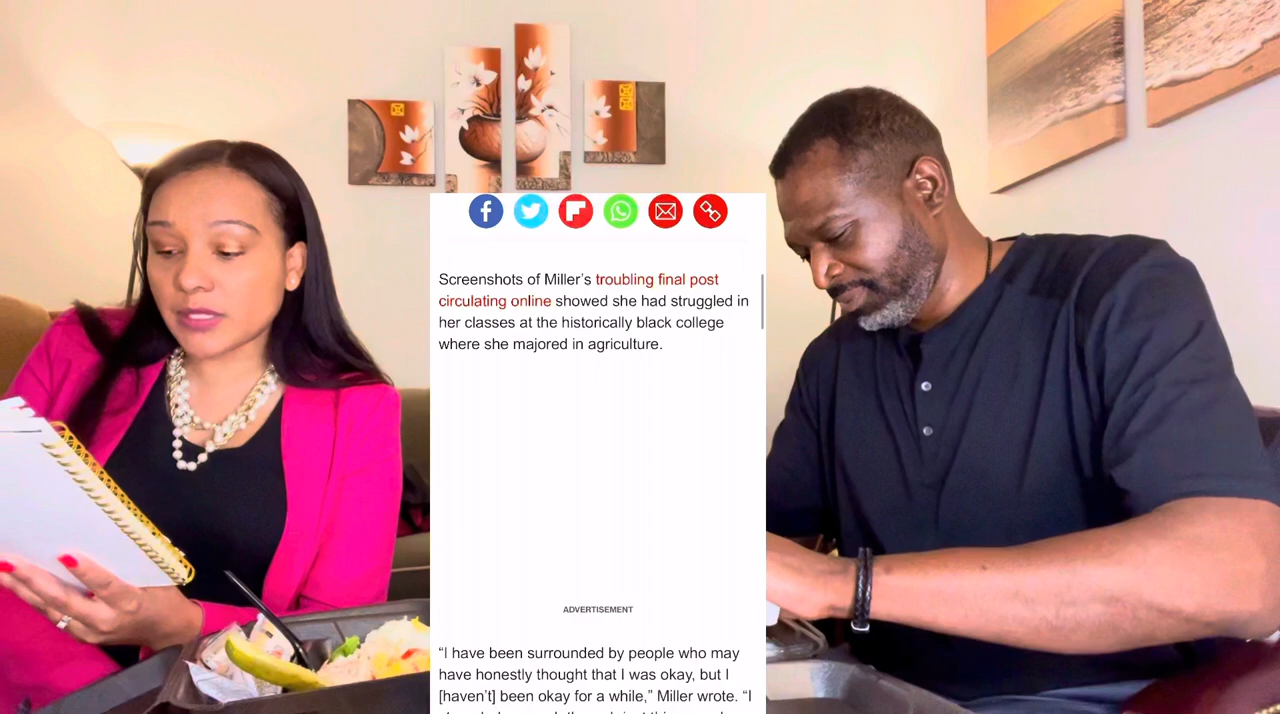 Screenshots of Miller’s troubling final post
circulating online showed she had struggled in
her classes at the historically black college
where she majored in agriculture.
ADVERTISEMENT
“I have been surrounded by people who may
have honestly thought that I was okay, but I
[haven’t] been okay for a while,” Miller wrote. “I